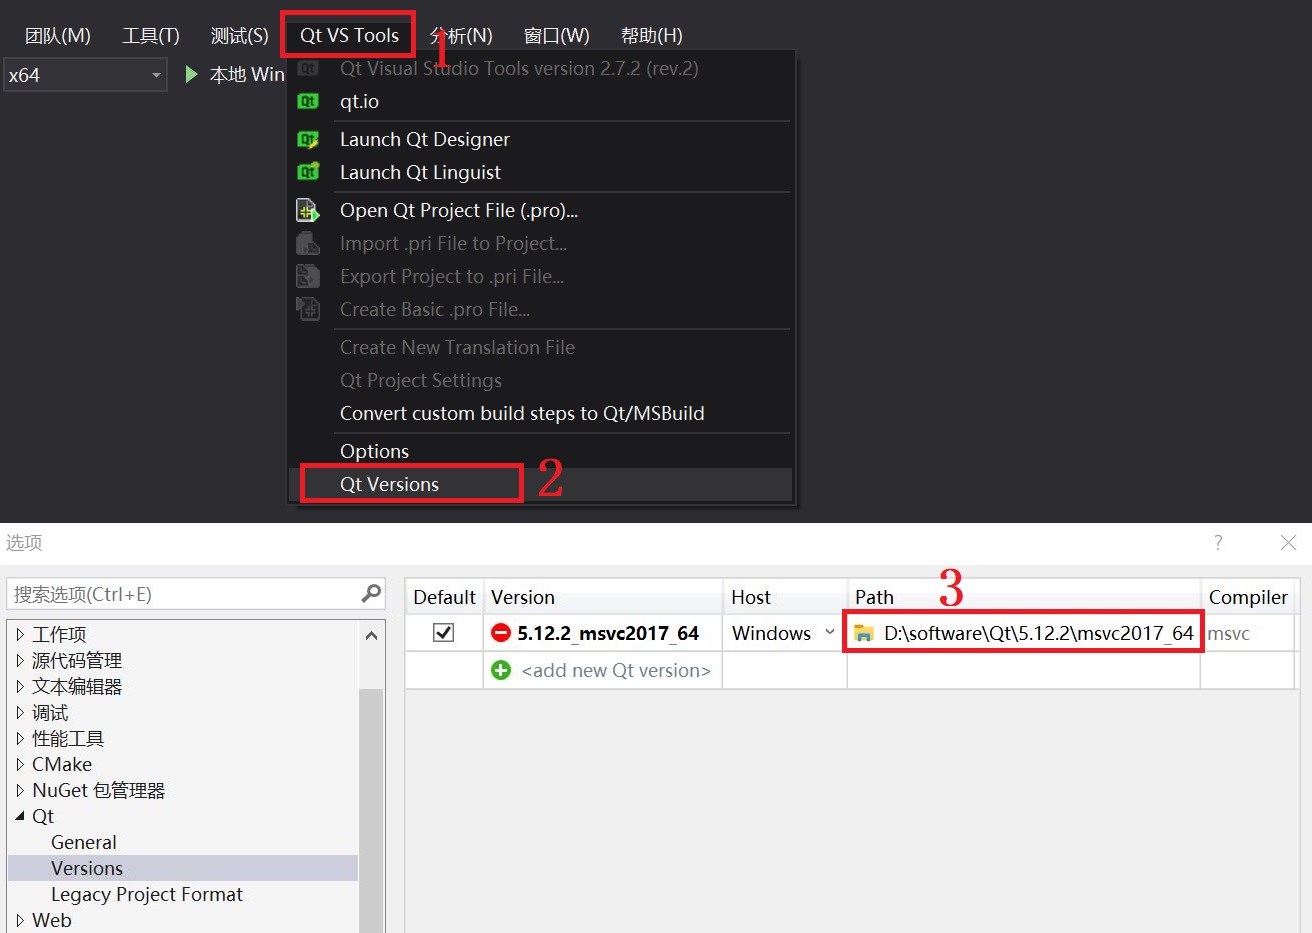 团队(M) 工具(T) 测试(S) Qt VS Tools 分析(N) 窗口(W) 帮助(H)
1
x64 本地 Win
Qt Visual Studio Tools version 2.7.2 (rev.2)
qt.io
Launch Qt Designer
Launch Qt Linguist
Open Qt Project File (.pro)...
Import .pri File to Project...
Export Project to .pri File...
Create Basic .pro File...
Create New Translation File
Qt Project Settings
Convert custom build steps to Qt/MSBuild
Options
Qt Versions 2
选项 ?
搜索选项(Ctrl+E)
工作项
源代码管理
文本编辑器
调试
性能工具
CMake
NuGet 包管理器
Qt
General
Versions
Legacy Project Format
Web
3
Default Version Host Path Compiler
5.12.2_msvc2017_64 Windows D:\software\Qt\5.12.2\msvc2017_64 msvc
<add new Qt version>